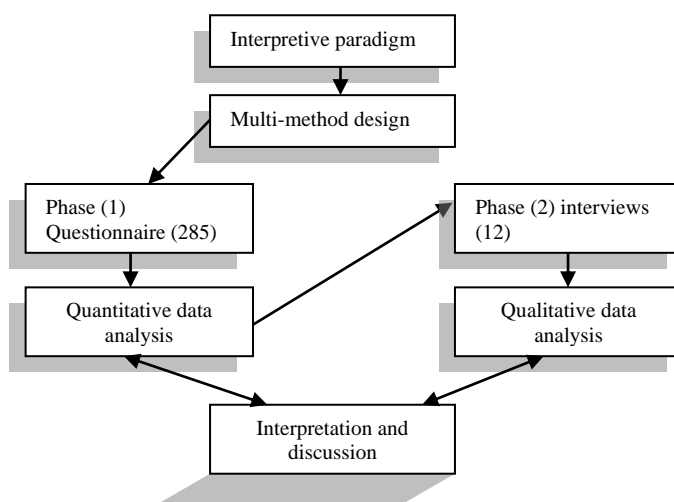 Interpretive paradigm
Multi-method design
Phase (1)
Questionnaire (285)
Phase (2) interviews
(12)
Quantitative data
analysis
Qualitative data
analysis
Interpretation and
discussion